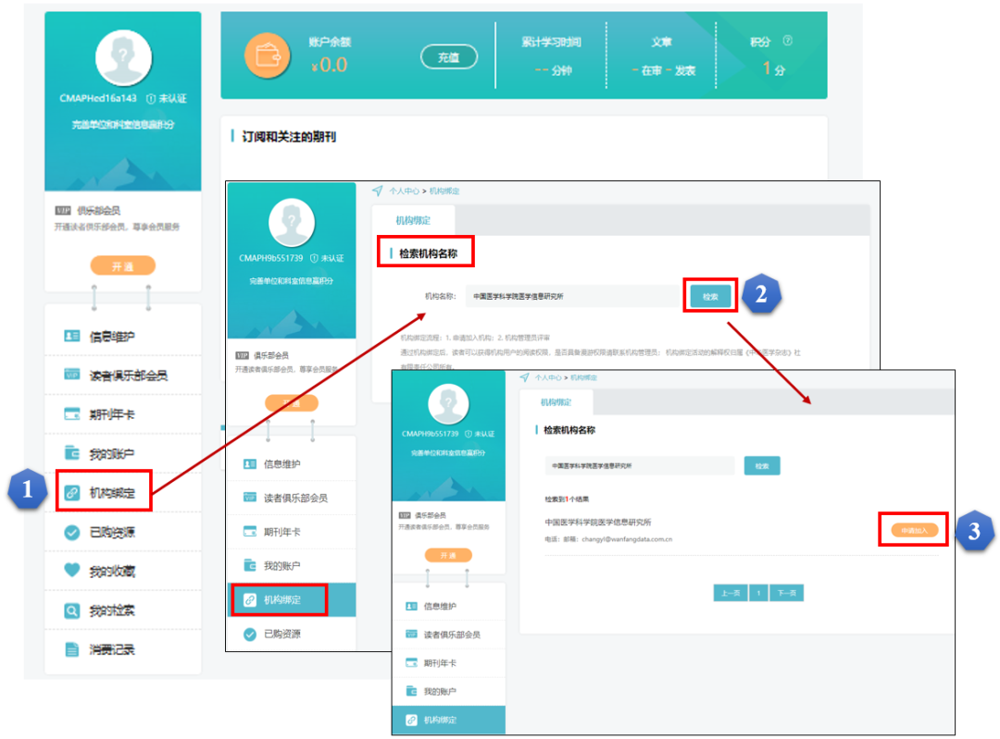 CMAPHed16a143 未认证
完善单位和科室信息赢积分
VIP 俱乐部会员
开通读者俱乐部会员，尊享会员服务
开 通
信息维护
读者俱乐部会员
期刊年卡
我的账户
1
机构绑定
已购资源
我的收藏
我的检索
消费记录
账户余额
¥0.0
充值
累计学习时间
-- 分钟
文章
- 在审 - 发表
积分
1 分
订阅和关注的期刊
CMAPH9b551739 未认证
完善单位和科室信息赢积分
VIP 俱乐部会员
开通读者俱乐部会员，尊享会员服务
开 通
信息维护
读者俱乐部会员
期刊年卡
我的账户
机构绑定
已购资源
个人中心 > 机构绑定
机构绑定
检索机构名称
机构名称：
中国医学科学院医学信息研究所
检索
2
机构绑定流程：1. 申请加入机构；2. 机构管理员评审
通过机构绑定后，读者可以获得机构用户的阅读权限，是否具备漫游权限请联系机构管理员； 机构绑定活动的解释权归属《中华医学杂志》社
有限责任公司所有。
CMAPH9b551739 未认证
完善单位和科室信息赢积分
VIP 俱乐部会员
开通读者俱乐部会员，尊享会员服务
开 通
信息维护
读者俱乐部会员
期刊年卡
我的账户
机构绑定
个人中心 > 机构绑定
机构绑定
检索机构名称
中国医学科学院医学信息研究所
检索
检索到1个结果
中国医学科学院医学信息研究所
电话：邮箱：changyl@wanfangdata.com.cn
申请加入
3
上一页
1
下一页